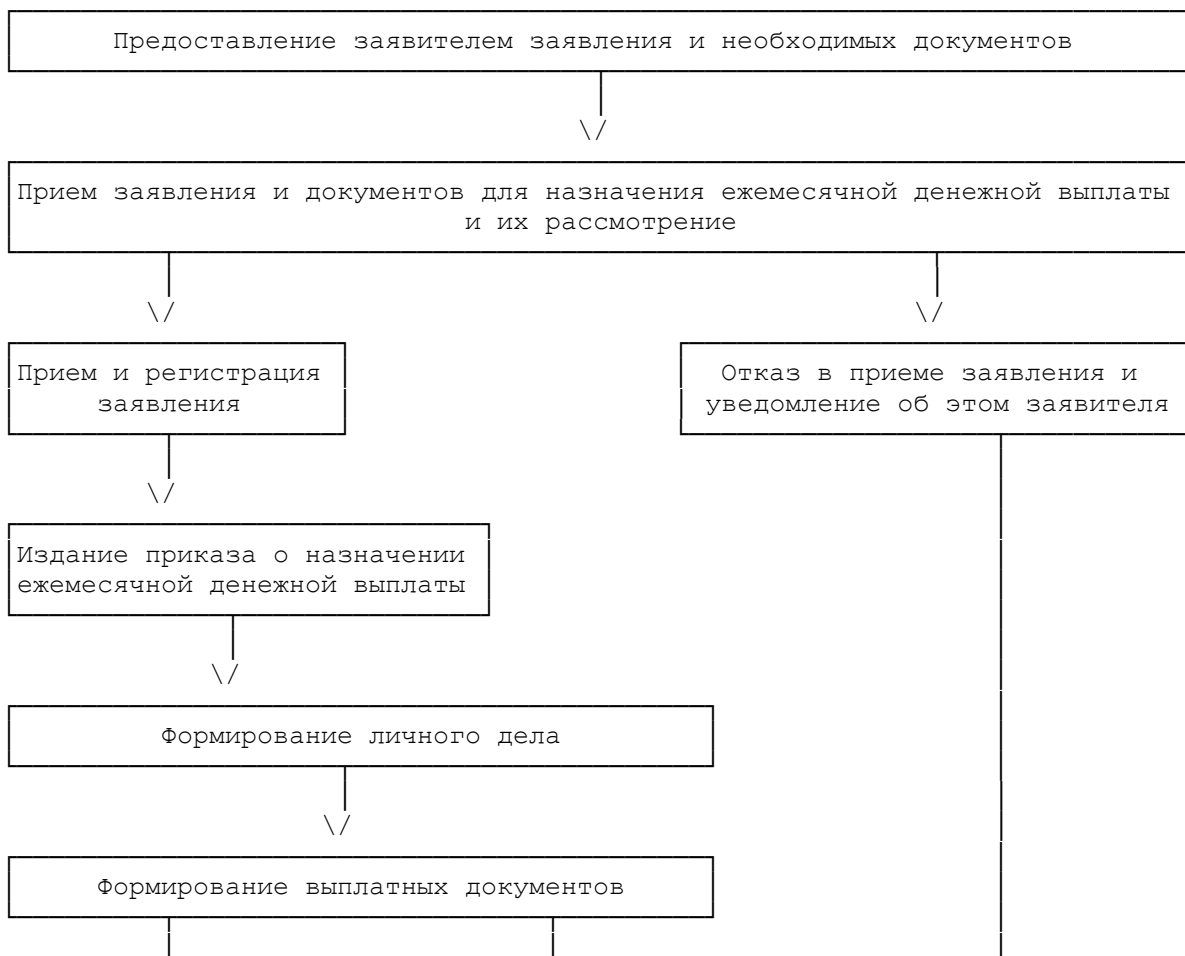 Предоставление заявителем заявления и необходимых документов
Прием заявления и документов для назначения ежемесячной денежной выплаты
и их рассмотрение
Прием и регистрация
заявления
Отказ в приеме заявления и
уведомление об этом заявителя
Издание приказа о назначении
ежемесячной денежной выплаты
Формирование личного дела
Формирование выплатных документов